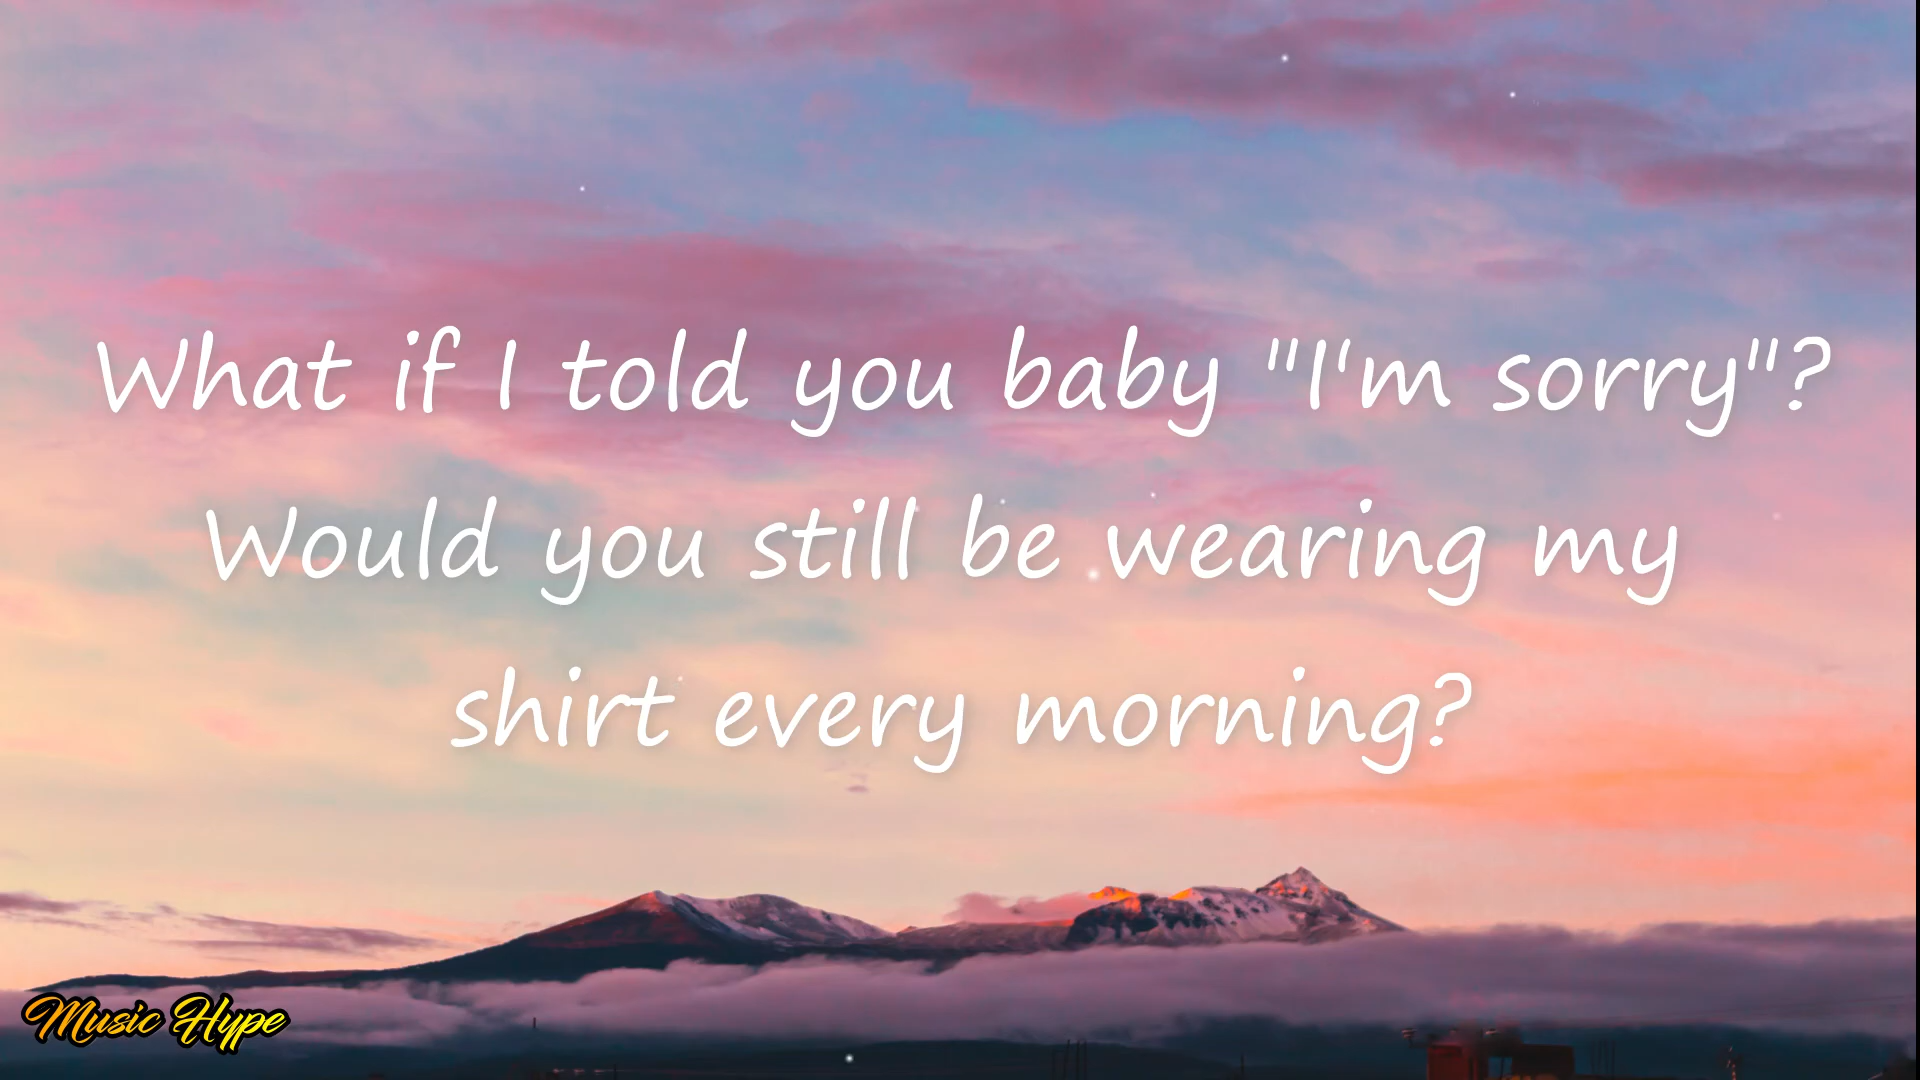 What if I told you baby "I'm sorry"?
Would you still be wearing my
shirt every morning?
Music Hype